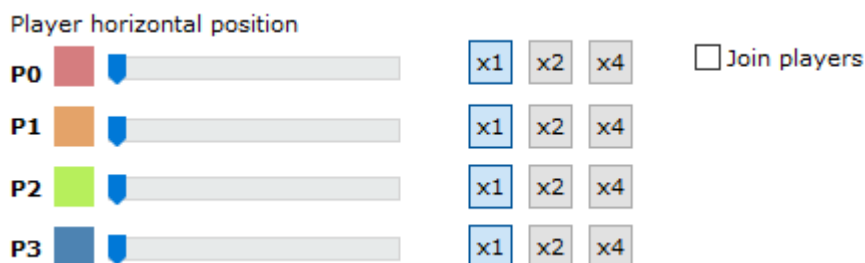 Player horizontal position
P0 x1 x2 x4 Join players
P1 x1 x2 x4
P2 x1 x2 x4
P3 x1 x2 x4